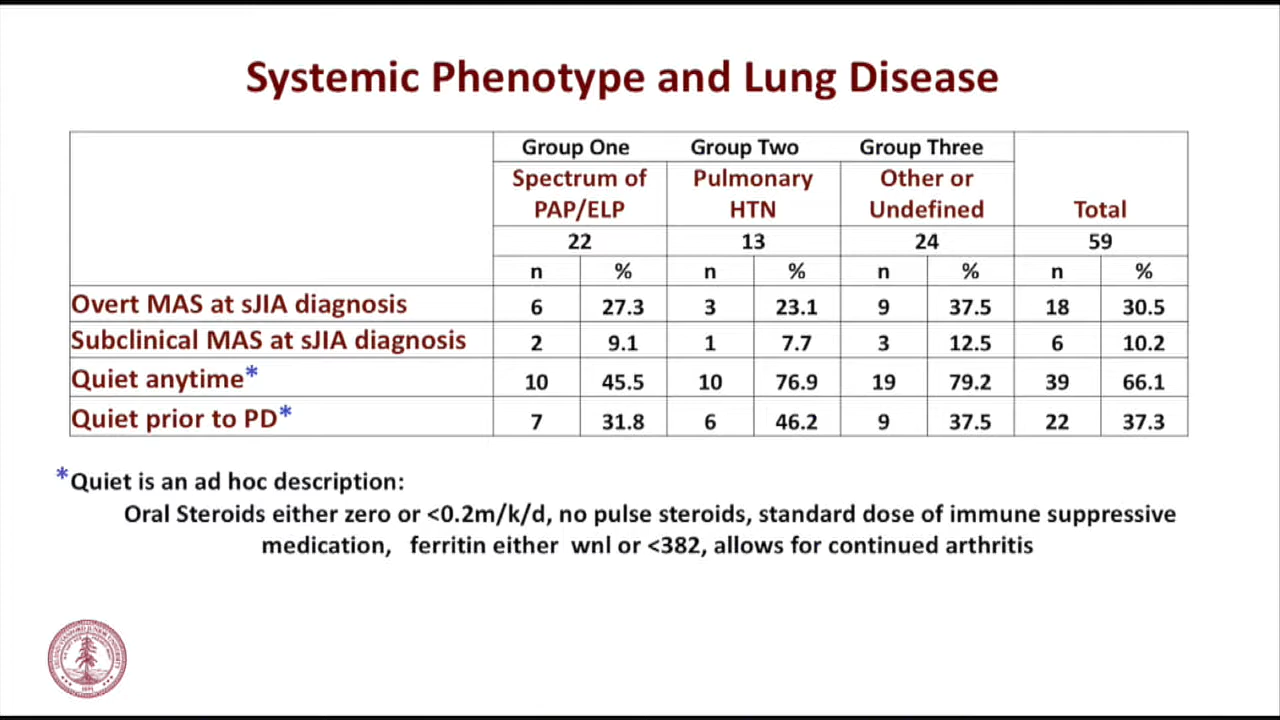 Systemic Phenotype and Lung Disease
Group One Group Two Group Three
Spectrum of PAP/ELP Pulmonary HTN Other or Undefined Total
22 13 24 59
n % n % n % n %
Overt MAS at sJIA diagnosis 6 27.3 3 23.1 9 37.5 18 30.5
Subclinical MAS at sJIA diagnosis 2 9.1 1 7.7 3 12.5 6 10.2
Quiet anytime* 10 45.5 10 76.9 19 79.2 39 66.1
Quiet prior to PD* 7 31.8 6 46.2 9 37.5 22 37.3
*Quiet is an ad hoc description:
Oral Steroids either zero or <0.2m/k/d, no pulse steroids, standard dose of immune suppressive
medication, ferritin either wnl or <382, allows for continued arthritis